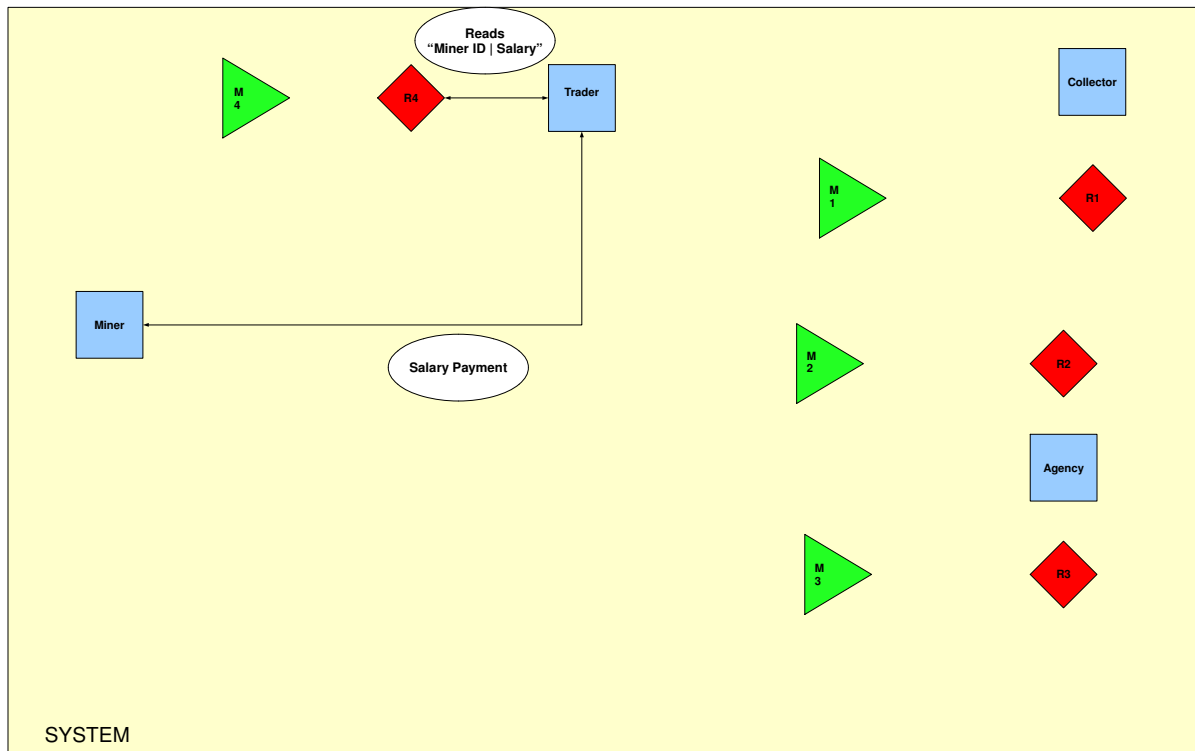 Reads
“Miner ID | Salary”
M
4
R4
Trader
Collector
M
1
R1
Miner
Salary Payment
M
2
R2
Agency
M
3
R3
SYSTEM